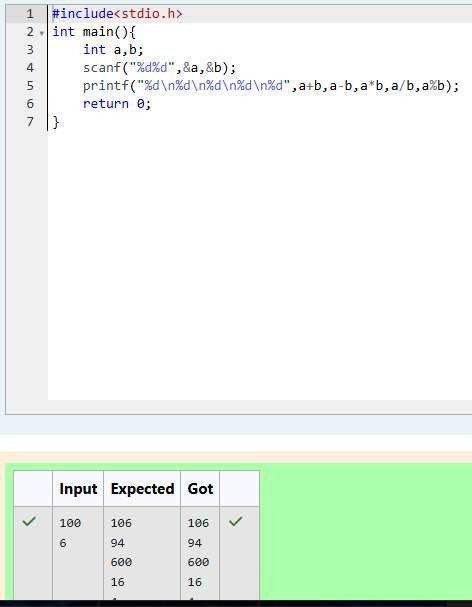 1 #include<stdio.h>
2 int main(){
3 int a,b;
4 scanf("%d%d",&a,&b);
5 printf("%d\n%d\n%d\n%d\n%d",a+b,a-b,a*b,a/b,a%b);
6 return 0;
7 }
Input Expected Got
100 106 106
6 94 94
600 600
16 16